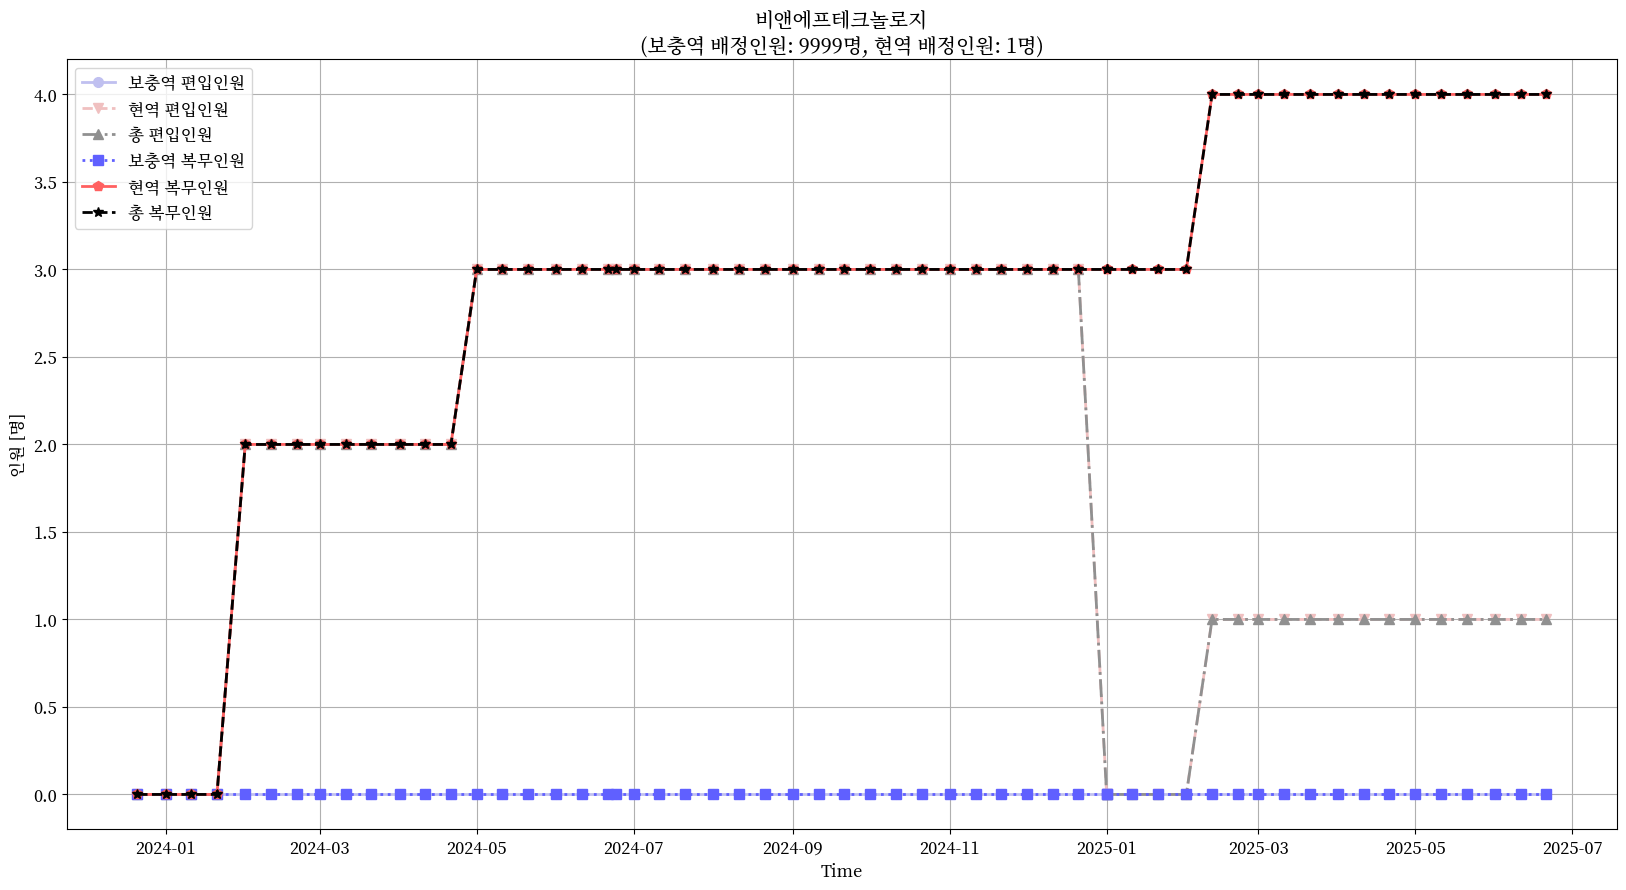 비앤에프테크놀로지
(보충역 배정인원: 9999명, 현역 배정인원: 1명)
보충역 편입인원
현역 편입인원
총 편입인원
보충역 복무인원
현역 복무인원
총 복무인원
4.0
3.5
3.0
2.5
2.0
1.5
1.0
0.5
0.0
인원 [명]
2024-01
2024-03
2024-05
2024-07
2024-09
2024-11
2025-01
2025-03
2025-05
2025-07
Time